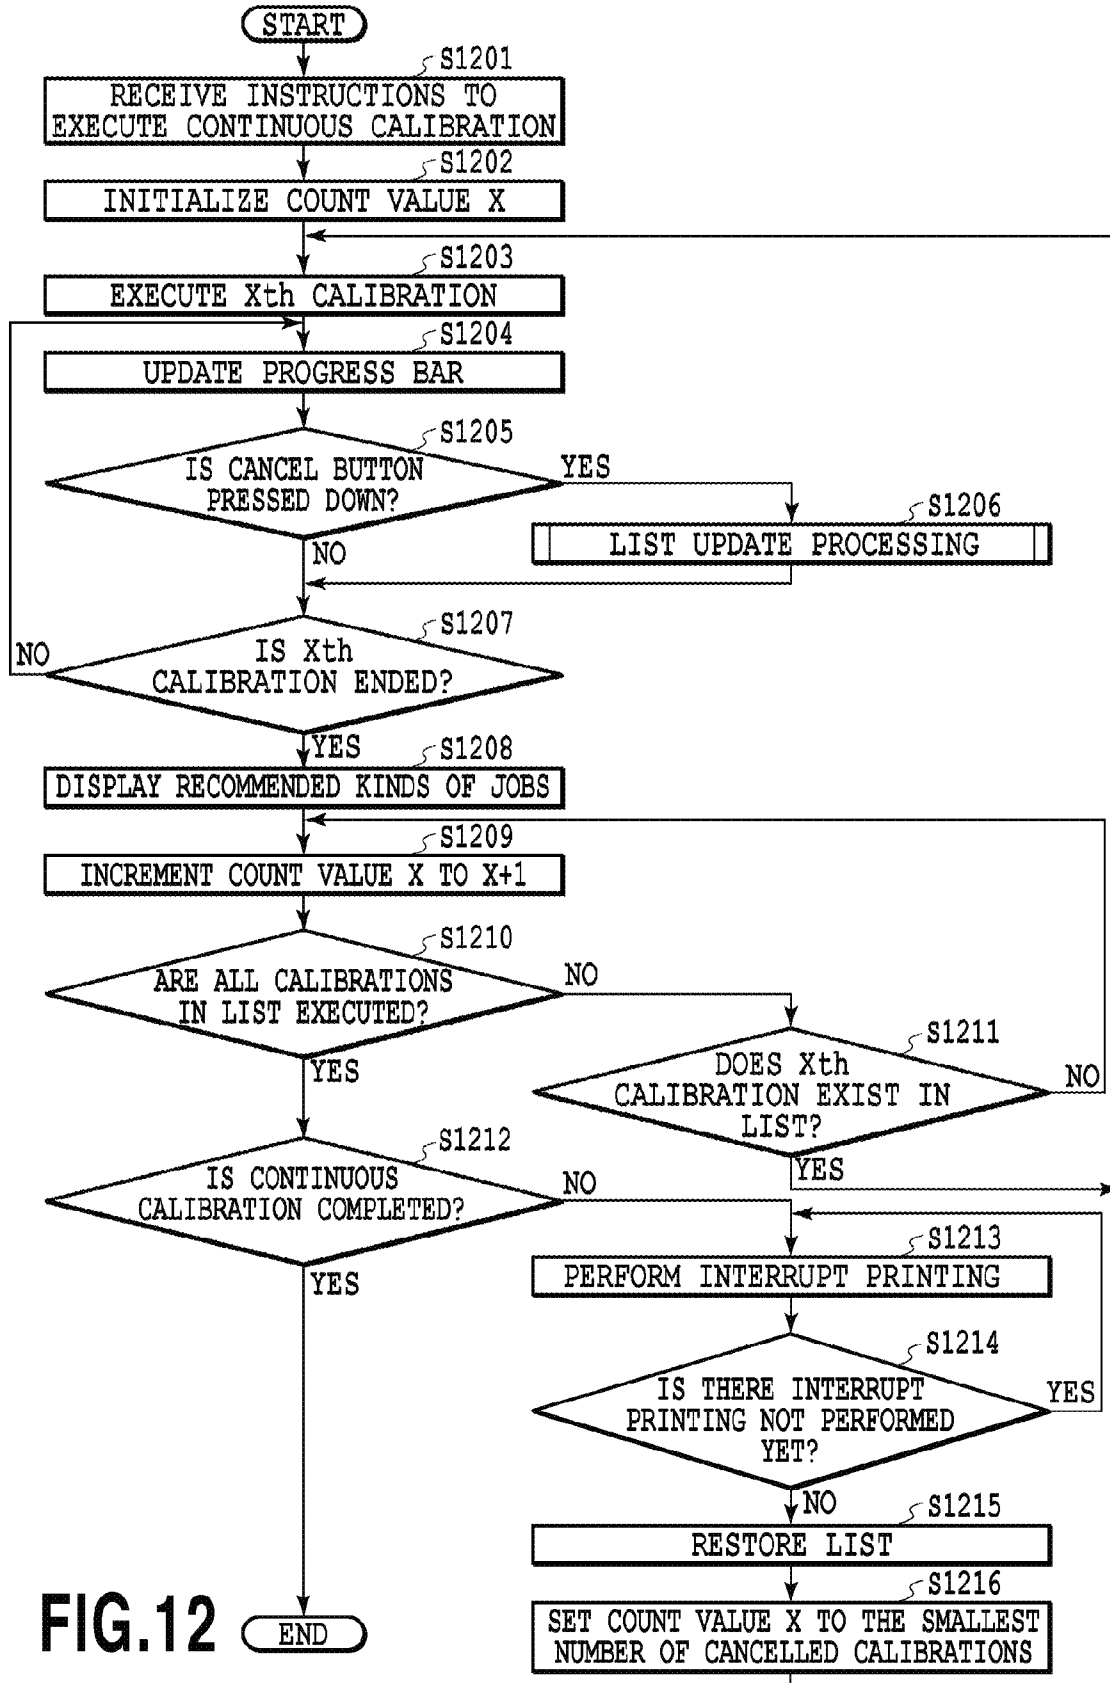 START
S1201
RECEIVE INSTRUCTIONS TO
EXECUTE CONTINUOUS CALIBRATION
S1202
INITIALIZE COUNT VALUE X
S1203
EXECUTE Xth CALIBRATION
S1204
UPDATE PROGRESS BAR
S1205
IS CANCEL BUTTON
PRESSED DOWN?
YES
S1206
LIST UPDATE PROCESSING
NO
S1207
IS Xth
CALIBRATION ENDED?
NO
YES
S1208
DISPLAY RECOMMENDED KINDS OF JOBS
S1209
INCREMENT COUNT VALUE X TO X+1
S1210
ARE ALL CALIBRATIONS
IN LIST EXECUTED?
NO
YES
S1211
DOES Xth
CALIBRATION EXIST IN
LIST?
NO
YES
S1212
IS CONTINUOUS
CALIBRATION COMPLETED?
NO
YES
S1213
PERFORM INTERRUPT PRINTING
S1214
IS THERE INTERRUPT
PRINTING NOT PERFORMED
YET?
YES
NO
S1215
RESTORE LIST
S1216
SET COUNT VALUE X TO THE SMALLEST
NUMBER OF CANCELLED CALIBRATIONS
END
FIG.12